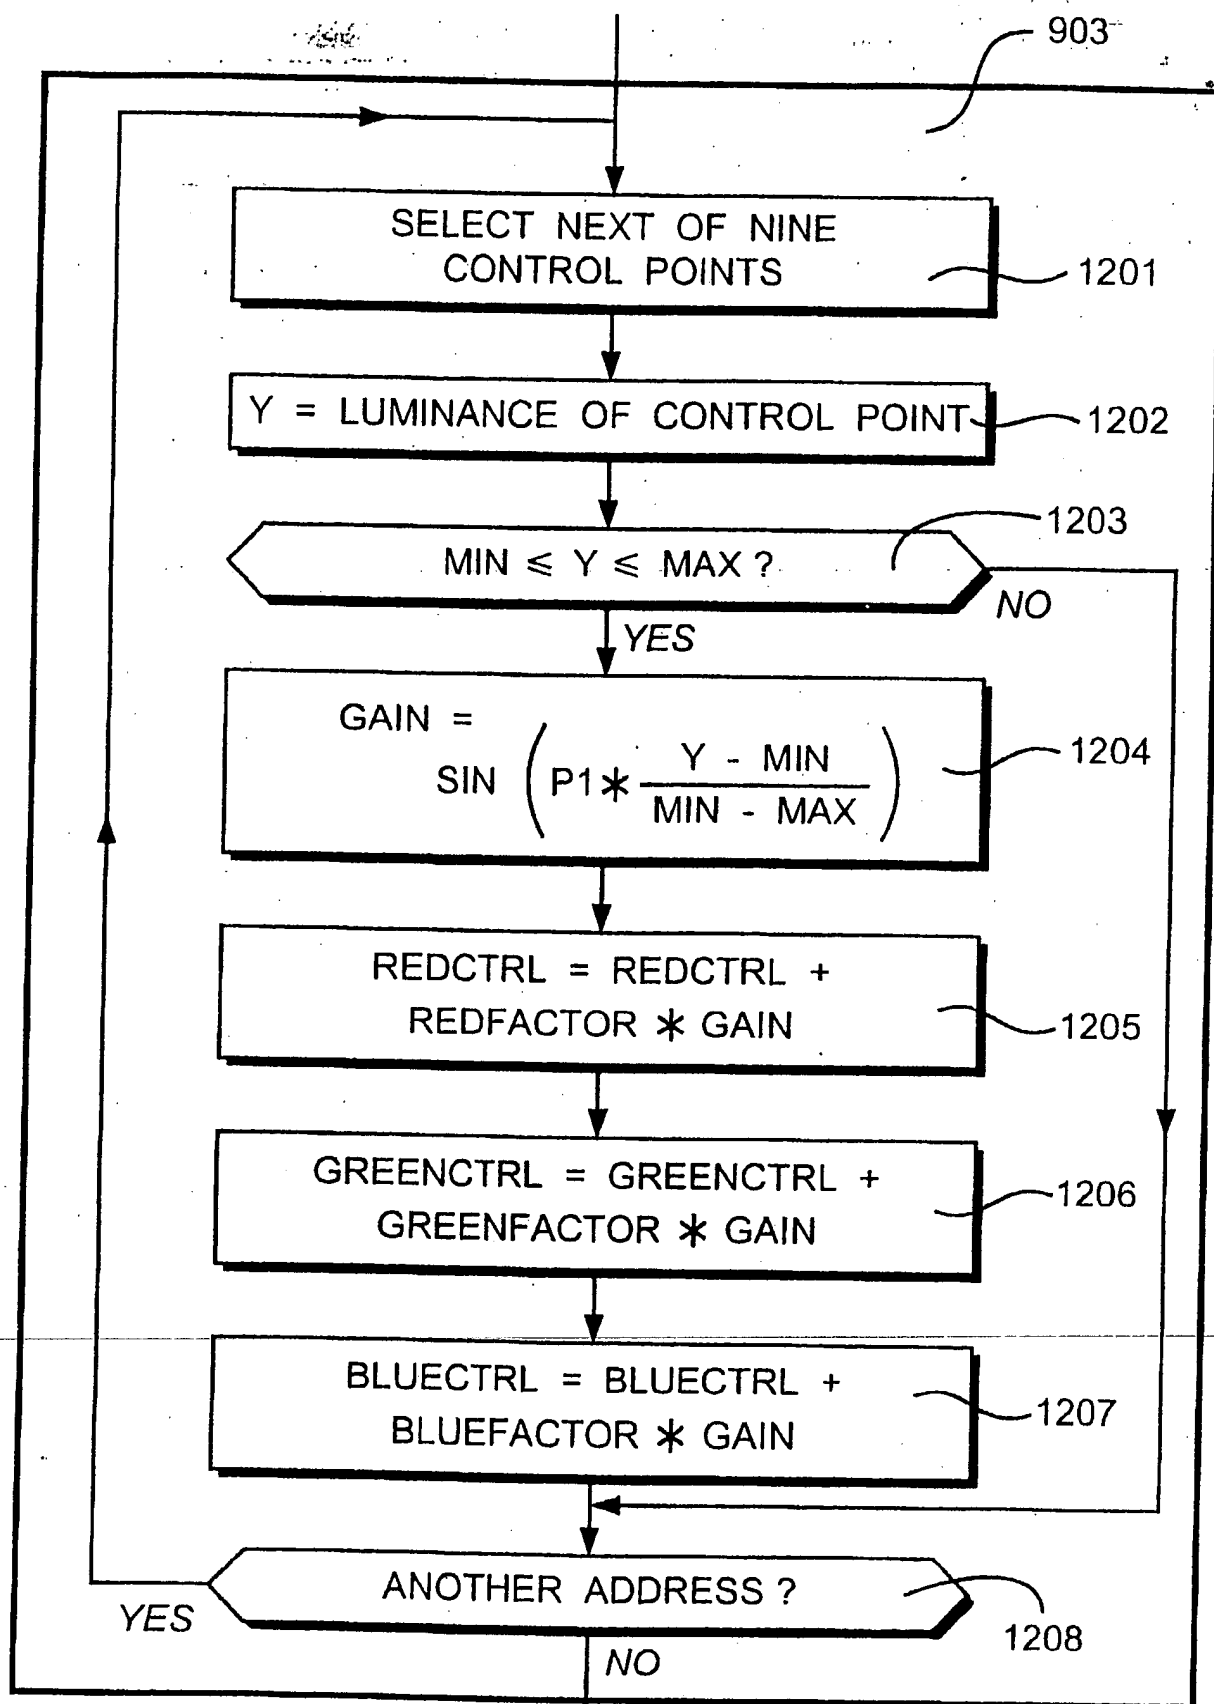 903
SELECT NEXT OF NINE
CONTROL POINTS
1201
Y = LUMINANCE OF CONTROL POINT
1202
1203
MIN ≤ Y ≤ MAX ?
NO
YES
GAIN =
SIN ( P1 * Y - MIN
MIN - MAX )
1204
REDCTRL = REDCTRL +
REDFACTOR * GAIN
1205
GREENCTRL = GREENCTRL +
GREENFACTOR * GAIN
1206
BLUECTRL = BLUECTRL +
BLUEFACTOR * GAIN
1207
ANOTHER ADDRESS ?
YES
1208
NO